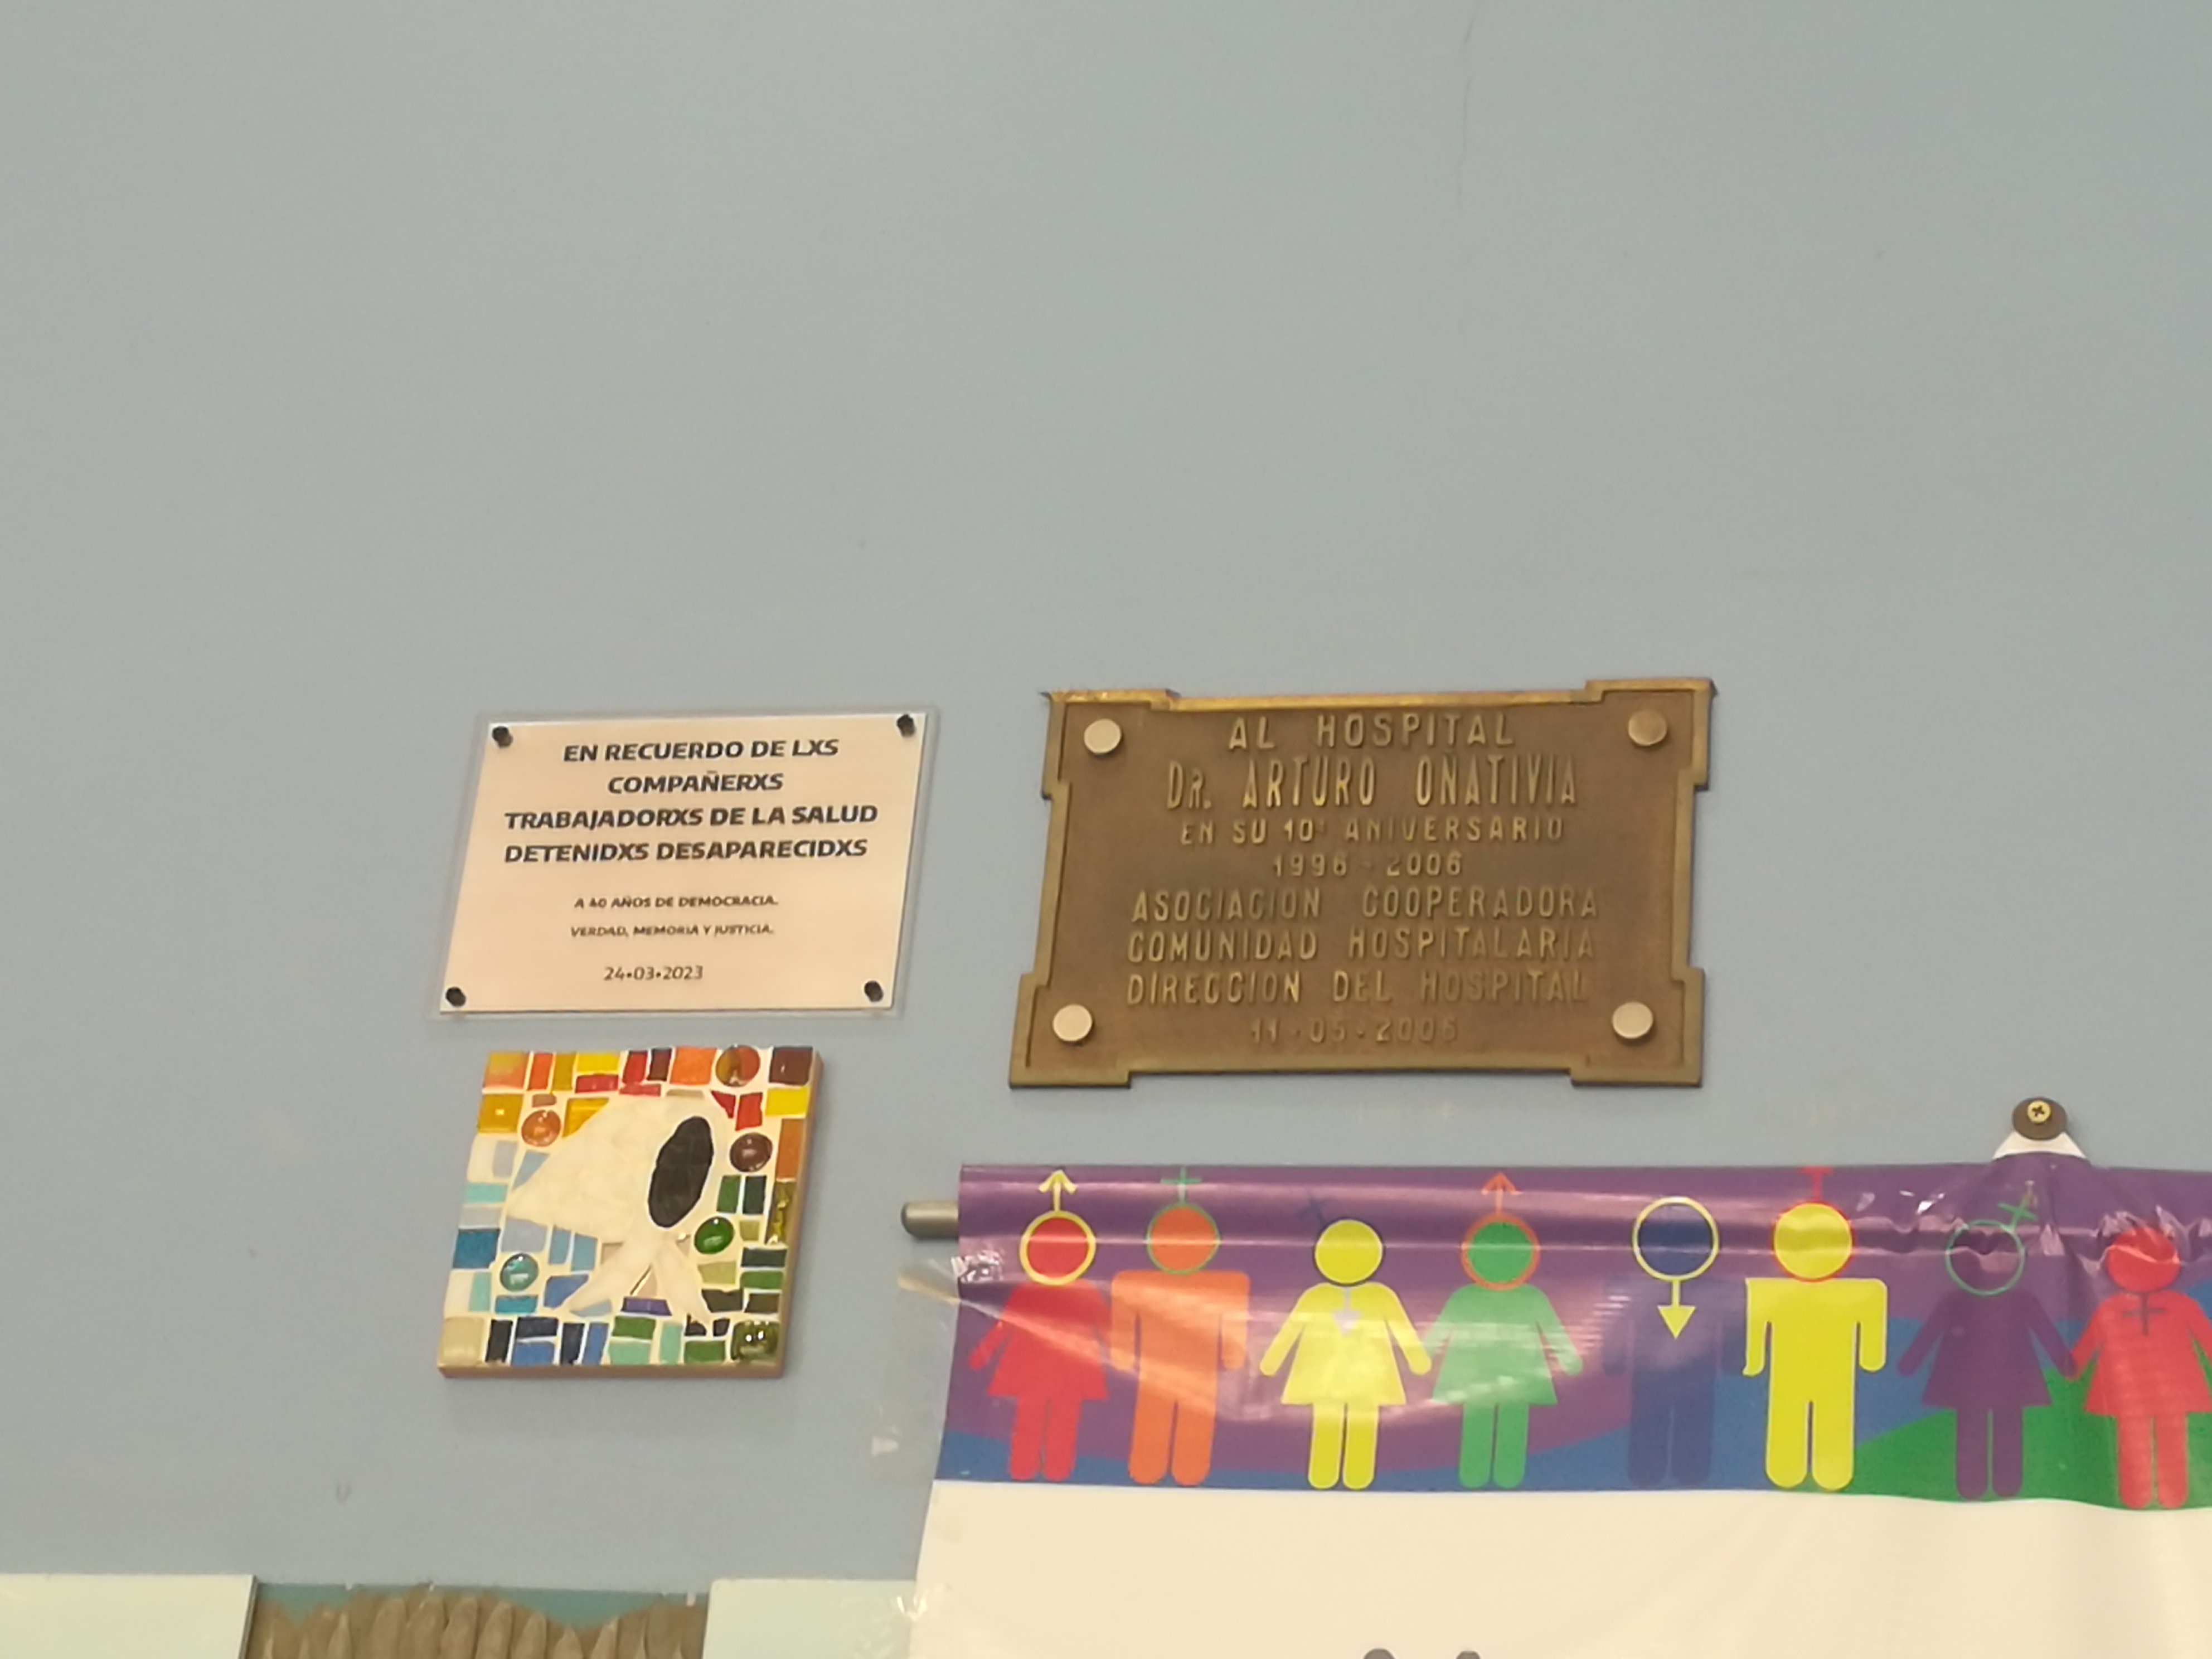 EN RECUERDO DE LXS
COMPAÑERXS
TRABAJADORXS DE LA SALUD
DETENIDXS DESAPARECIDXS
A 40 AÑOS DE DEMOCRACIA.
VERDAD, MEMORIA Y JUSTICIA.
24•03•2023
AL HOSPITAL
DR. ARTURO OÑATIVIA
EN SU 10º ANIVERSARIO
1996 - 2006
ASOCIACION COOPERADORA
COMUNIDAD HOSPITALARIA
DIRECCION DEL HOSPITAL
11-05-2006